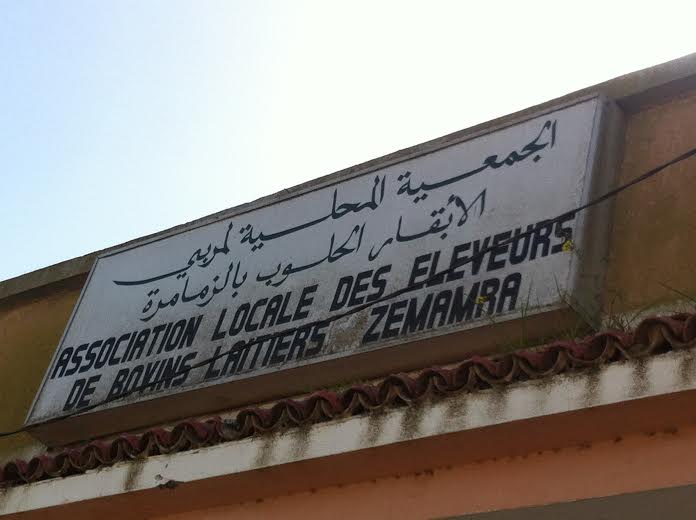 الجمعية المحلية لمربي
الأبقار الحلوب بالزمامرة
ASSOCIATION LOCALE DES ELEVEURS
DE BOVINS LAITIERS ZEMAMRA